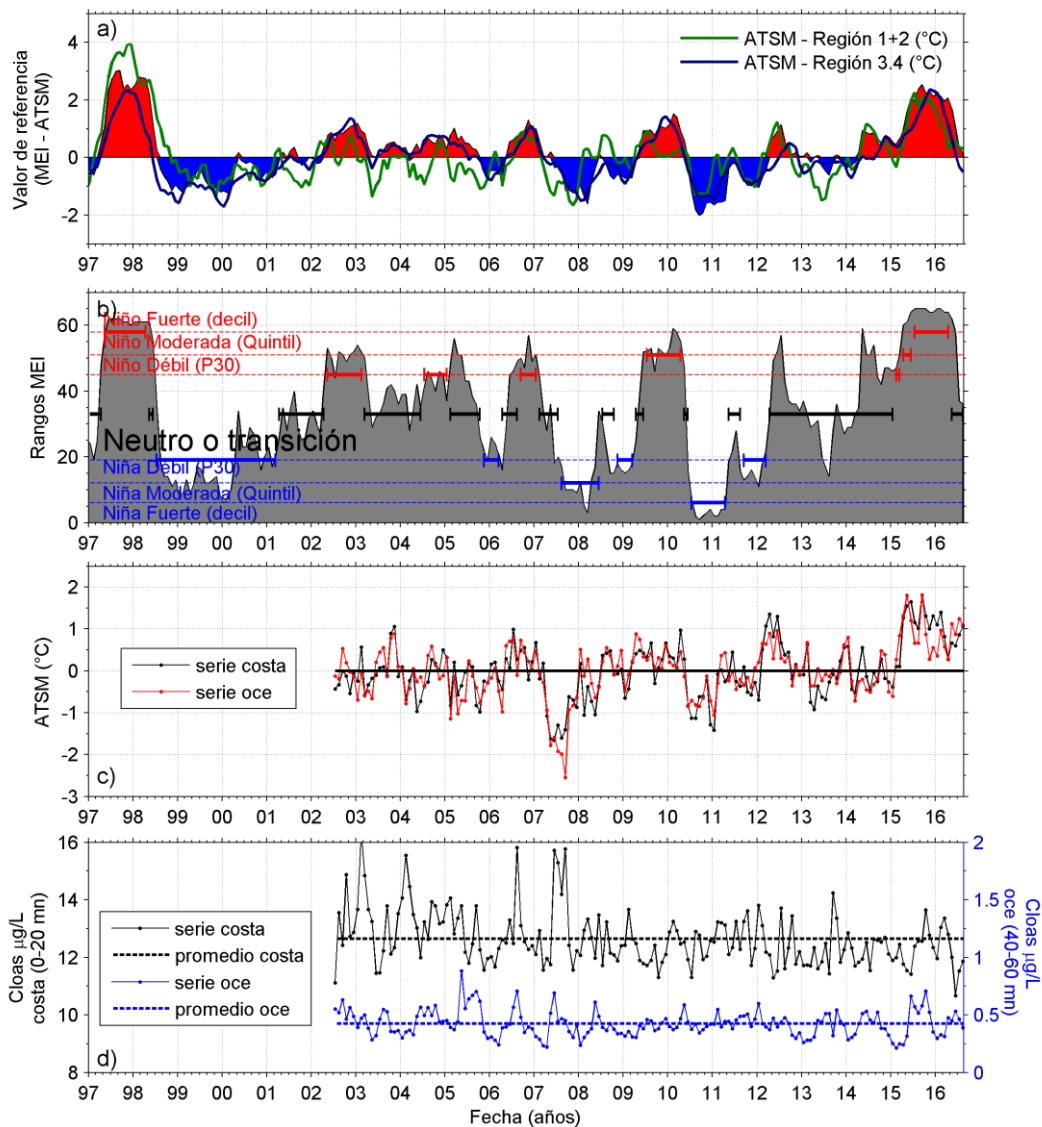 a)
ATSM - Región 1+2 (°C)
ATSM - Región 3.4 (°C)
Valor de referencia
(MEI - ATSM)
4
2
0
-2
97 98 99 00 01 02 03 04 05 06 07 08 09 10 11 12 13 14 15 16
b)
Niño Fuerte (decil)
Niño Moderada (Quintil)
Niño Débil (P30)
Neutro o transición
Niña Débil (P30)
Niña Moderada (Quintil)
Niña Fuerte (decil)
Rangos MEI
60
40
20
0
97 98 99 00 01 02 03 04 05 06 07 08 09 10 11 12 13 14 15 16
ATSM (°C)
2
1
0
-1
-2
-3
serie costa
serie oce
c)
97 98 99 00 01 02 03 04 05 06 07 08 09 10 11 12 13 14 15 16
Cloas µg/L
costa (0-20 mn)
16
14
12
10
8
serie costa
promedio costa
serie oce
promedio oce
d)
2
1.5
1
0.5
0
Cloas µg/L
oce (40-60 mn)
97 98 99 00 01 02 03 04 05 06 07 08 09 10 11 12 13 14 15 16
Fecha (años)